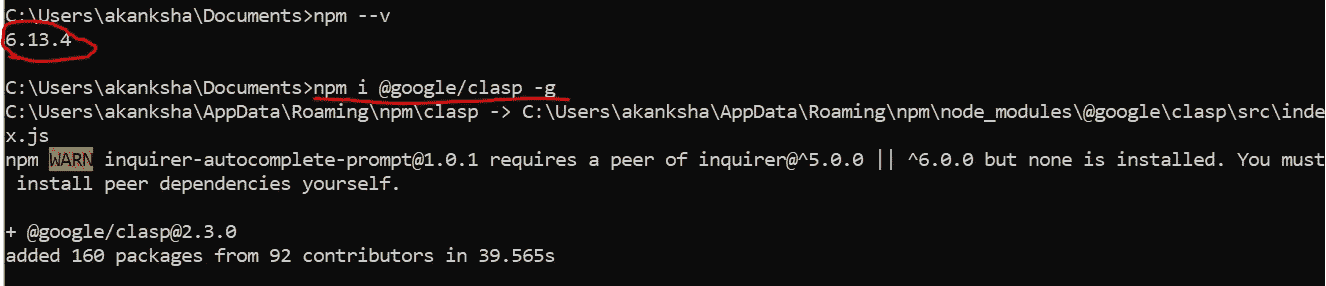 C:\Users\akanksha\Documents>npm --v
6.13.4
C:\Users\akanksha\Documents>npm i @google/clasp -g
C:\Users\akanksha\AppData\Roaming\npm\clasp -> C:\Users\akanksha\AppData\Roaming\npm\node_modules\@google\clasp\src\inde
x.js
npm WARN inquirer-autocomplete-prompt@1.0.1 requires a peer of inquirer@^5.0.0 || ^6.0.0 but none is installed. You must
 install peer dependencies yourself.
+ @google/clasp@2.3.0
added 160 packages from 92 contributors in 39.565s